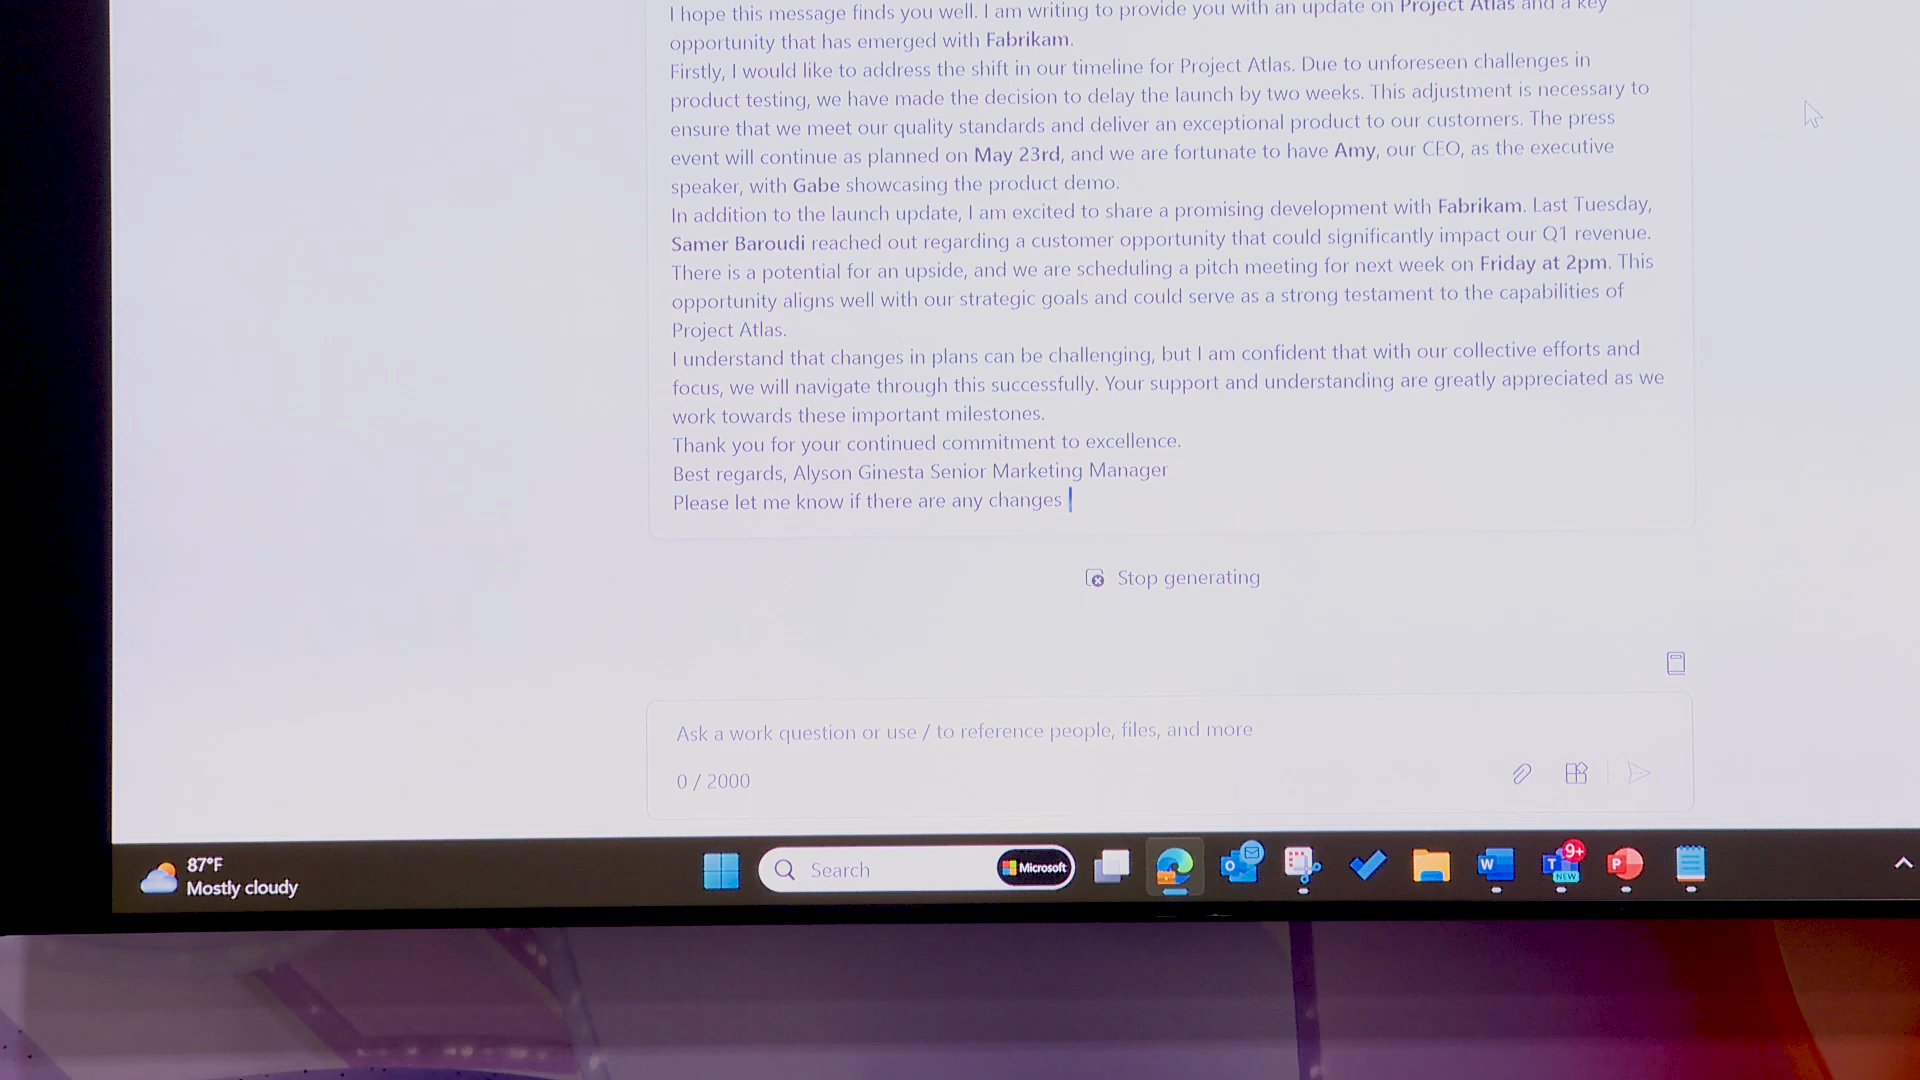 I hope this message finds you well. I am writing to provide you with an update on Project Atlas and a key
opportunity that has emerged with Fabrikam.
Firstly, I would like to address the shift in our timeline for Project Atlas. Due to unforeseen challenges in
product testing, we have made the decision to delay the launch by two weeks. This adjustment is necessary to
ensure that we meet our quality standards and deliver an exceptional product to our customers. The press
event will continue as planned on May 23rd, and we are fortunate to have Amy, our CEO, as the executive
speaker, with Gabe showcasing the product demo.
In addition to the launch update, I am excited to share a promising development with Fabrikam. Last Tuesday,
Samer Baroudi reached out regarding a customer opportunity that could significantly impact our Q1 revenue.
There is a potential for an upside, and we are scheduling a pitch meeting for next week on Friday at 2pm. This
opportunity aligns well with our strategic goals and could serve as a strong testament to the capabilities of
Project Atlas.
I understand that changes in plans can be challenging, but I am confident that with our collective efforts and
focus, we will navigate through this successfully. Your support and understanding are greatly appreciated as we
work towards these important milestones.
Thank you for your continued commitment to excellence.
Best regards, Alyson Ginesta Senior Marketing Manager
Please let me know if there are any changes
Stop generating
Ask a work question or use / to reference people, files, and more
0 / 2000
87°F
Mostly cloudy
Search
Microsoft
O
W
T
9+
NEW
P